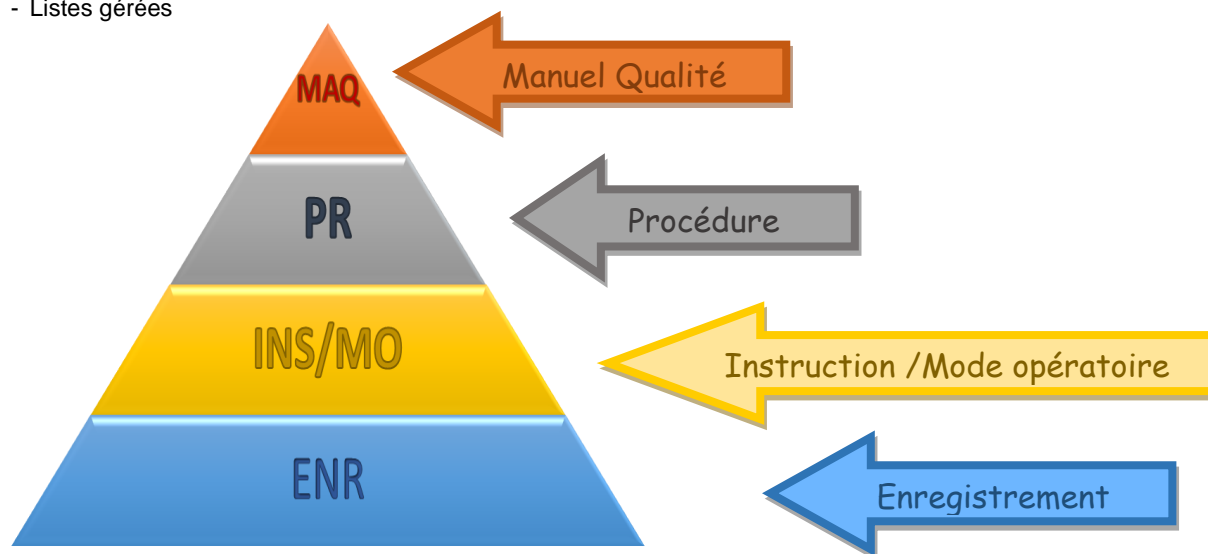 - Listes gérées
MAQ
Manuel Qualité
PR
Procédure
INS/MO
Instruction /Mode opératoire
ENR
Enregistrement